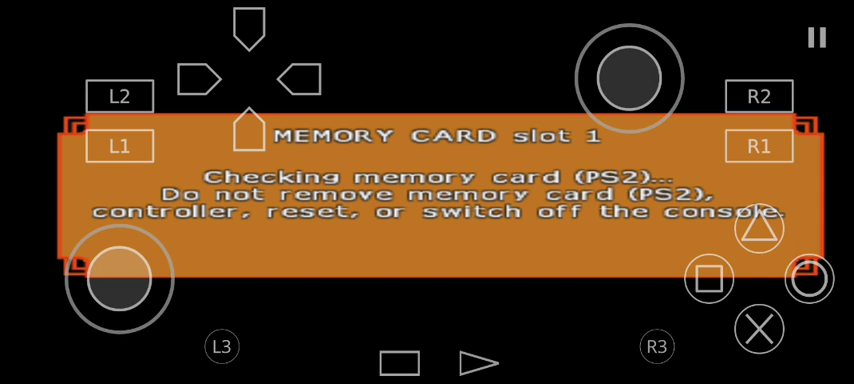 L2
R2
L1
MEMORY CARD slot 1
R1
Checking memory card (PS2)...
Do not remove memory card (PS2),
controller, reset, or switch off the console.
L3
R3